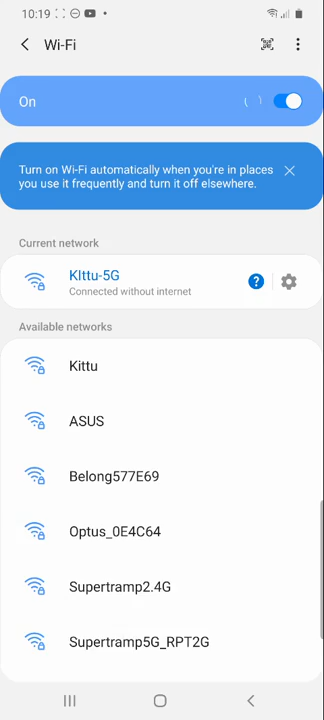 10:19
Wi-Fi
On
Turn on Wi-Fi automatically when you're in places
you use it frequently and turn it off elsewhere.
Current network
KIttu-5G
Connected without internet
?
Available networks
Kittu
ASUS
Belong577E69
Optus_0E4C64
Supertramp2.4G
Supertramp5G_RPT2G